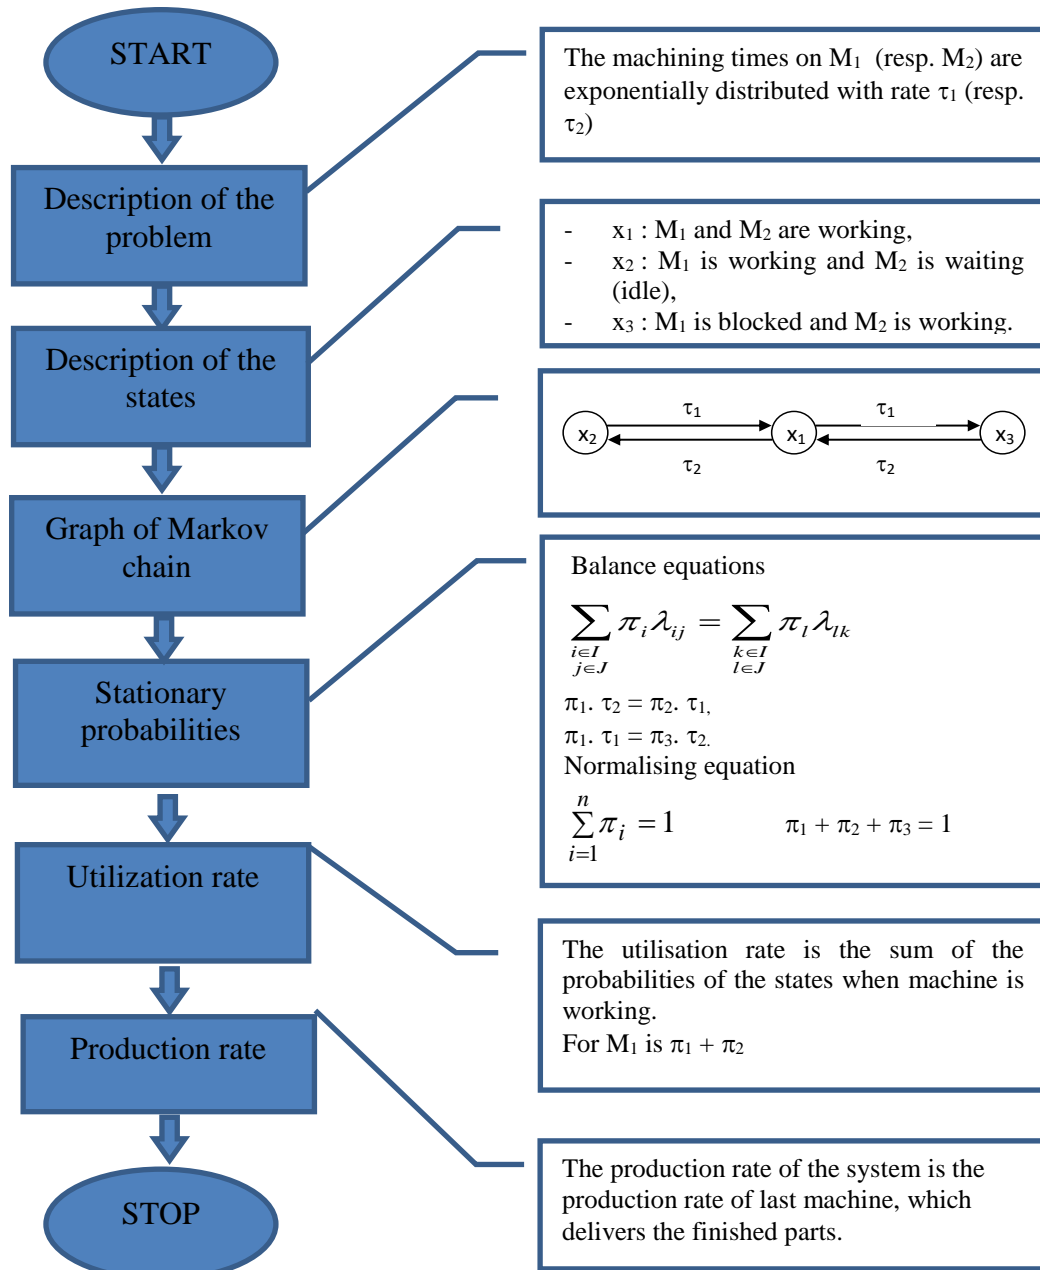 START
The machining times on M₁ (resp. M₂) are
exponentially distributed with rate τ₁ (resp.
τ₂)
Description of the
problem
- x₁ : M₁ and M₂ are working,
- x₂ : M₁ is working and M₂ is waiting
(idle),
- x₃ : M₁ is blocked and M₂ is working.
Description of the
states
τ₁ τ₁
x₂ x₁ x₃
τ₂ τ₂
Graph of Markov
chain
Balance equations
∑ π_i λ_ij = ∑ π_l λ_lk
i∈I k∈I
j∈J l∈J
π₁. τ₂ = π₂. τ₁,
π₁. τ₁ = π₃. τ₂.
Normalising equation
n
∑ π_i = 1 π₁ + π₂ + π₃ = 1
i=1
Stationary
probabilities
Utilization rate
The utilisation rate is the sum of the
probabilities of the states when machine is
working.
For M₁ is π₁ + π₂
Production rate
The production rate of the system is the
production rate of last machine, which
delivers the finished parts.
STOP